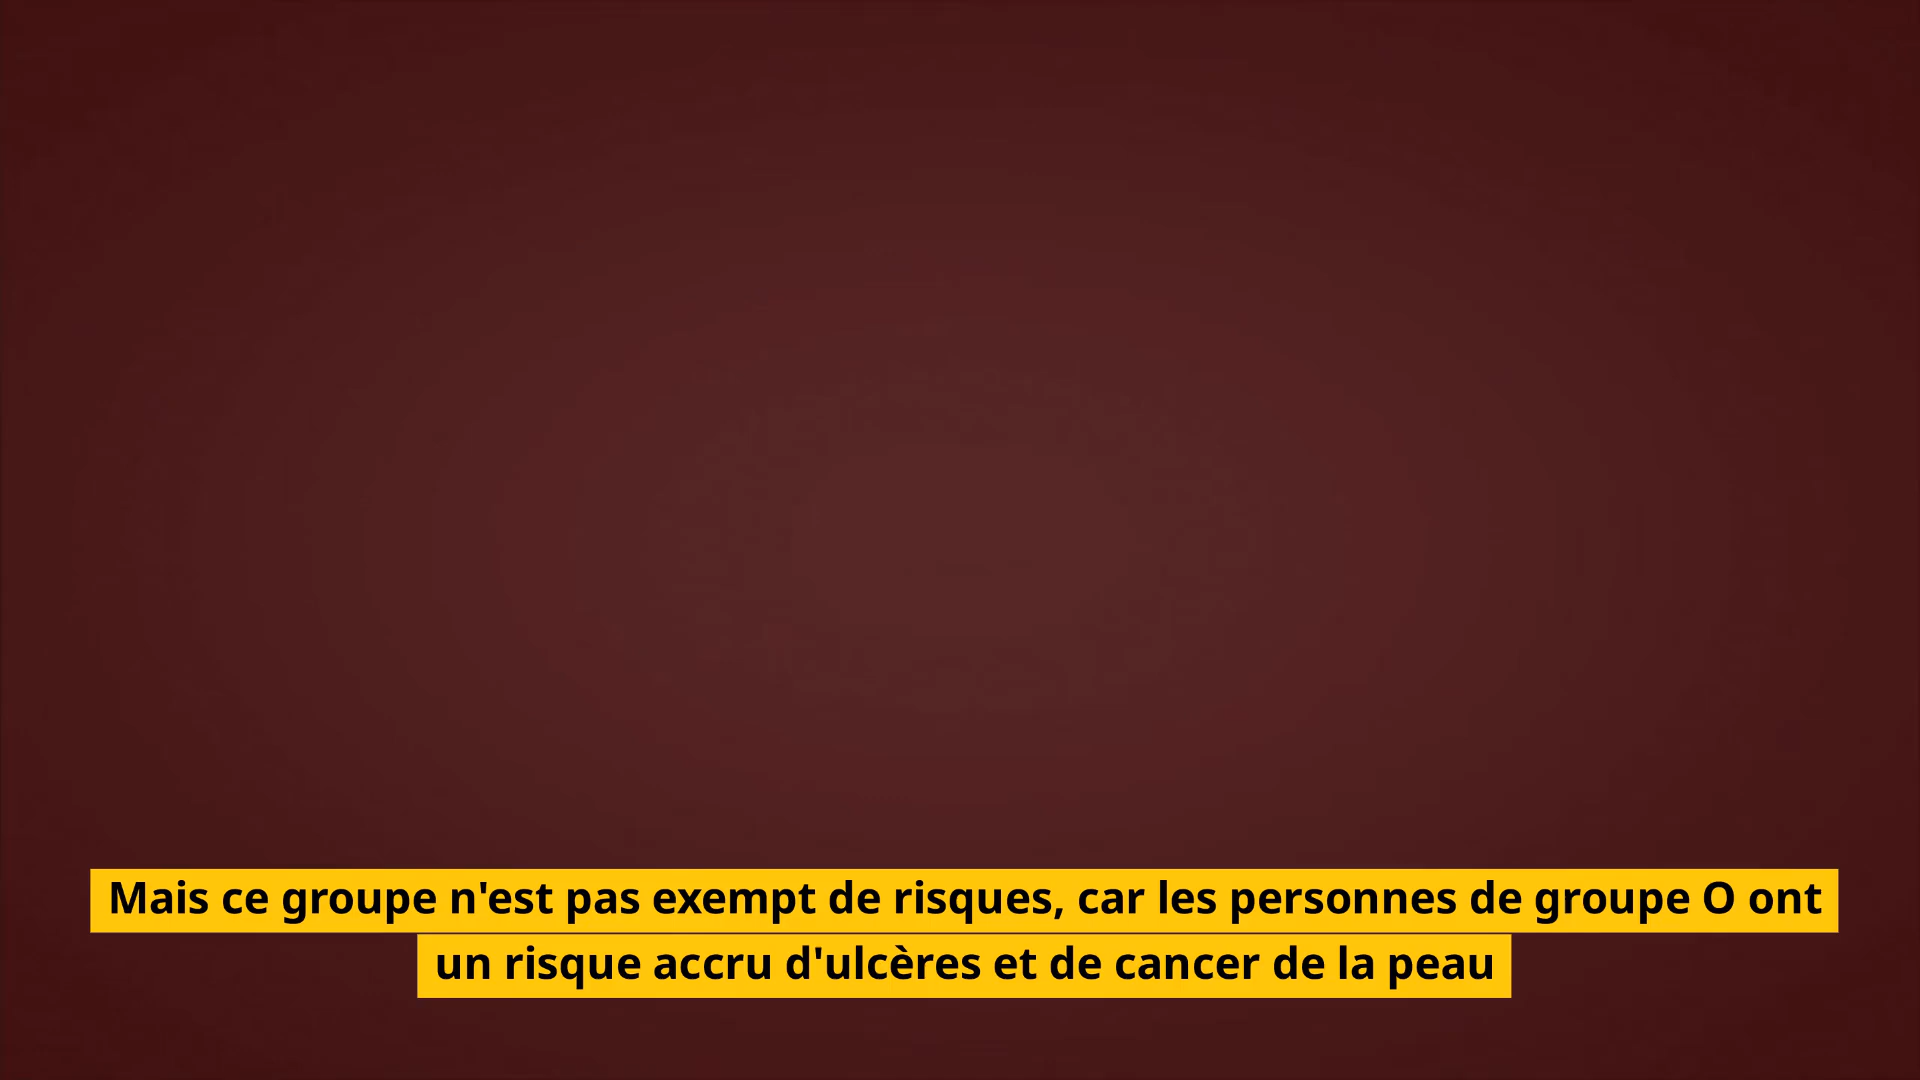 Mais ce groupe n'est pas exempt de risques, car les personnes de groupe O ont
un risque accru d'ulcères et de cancer de la peau